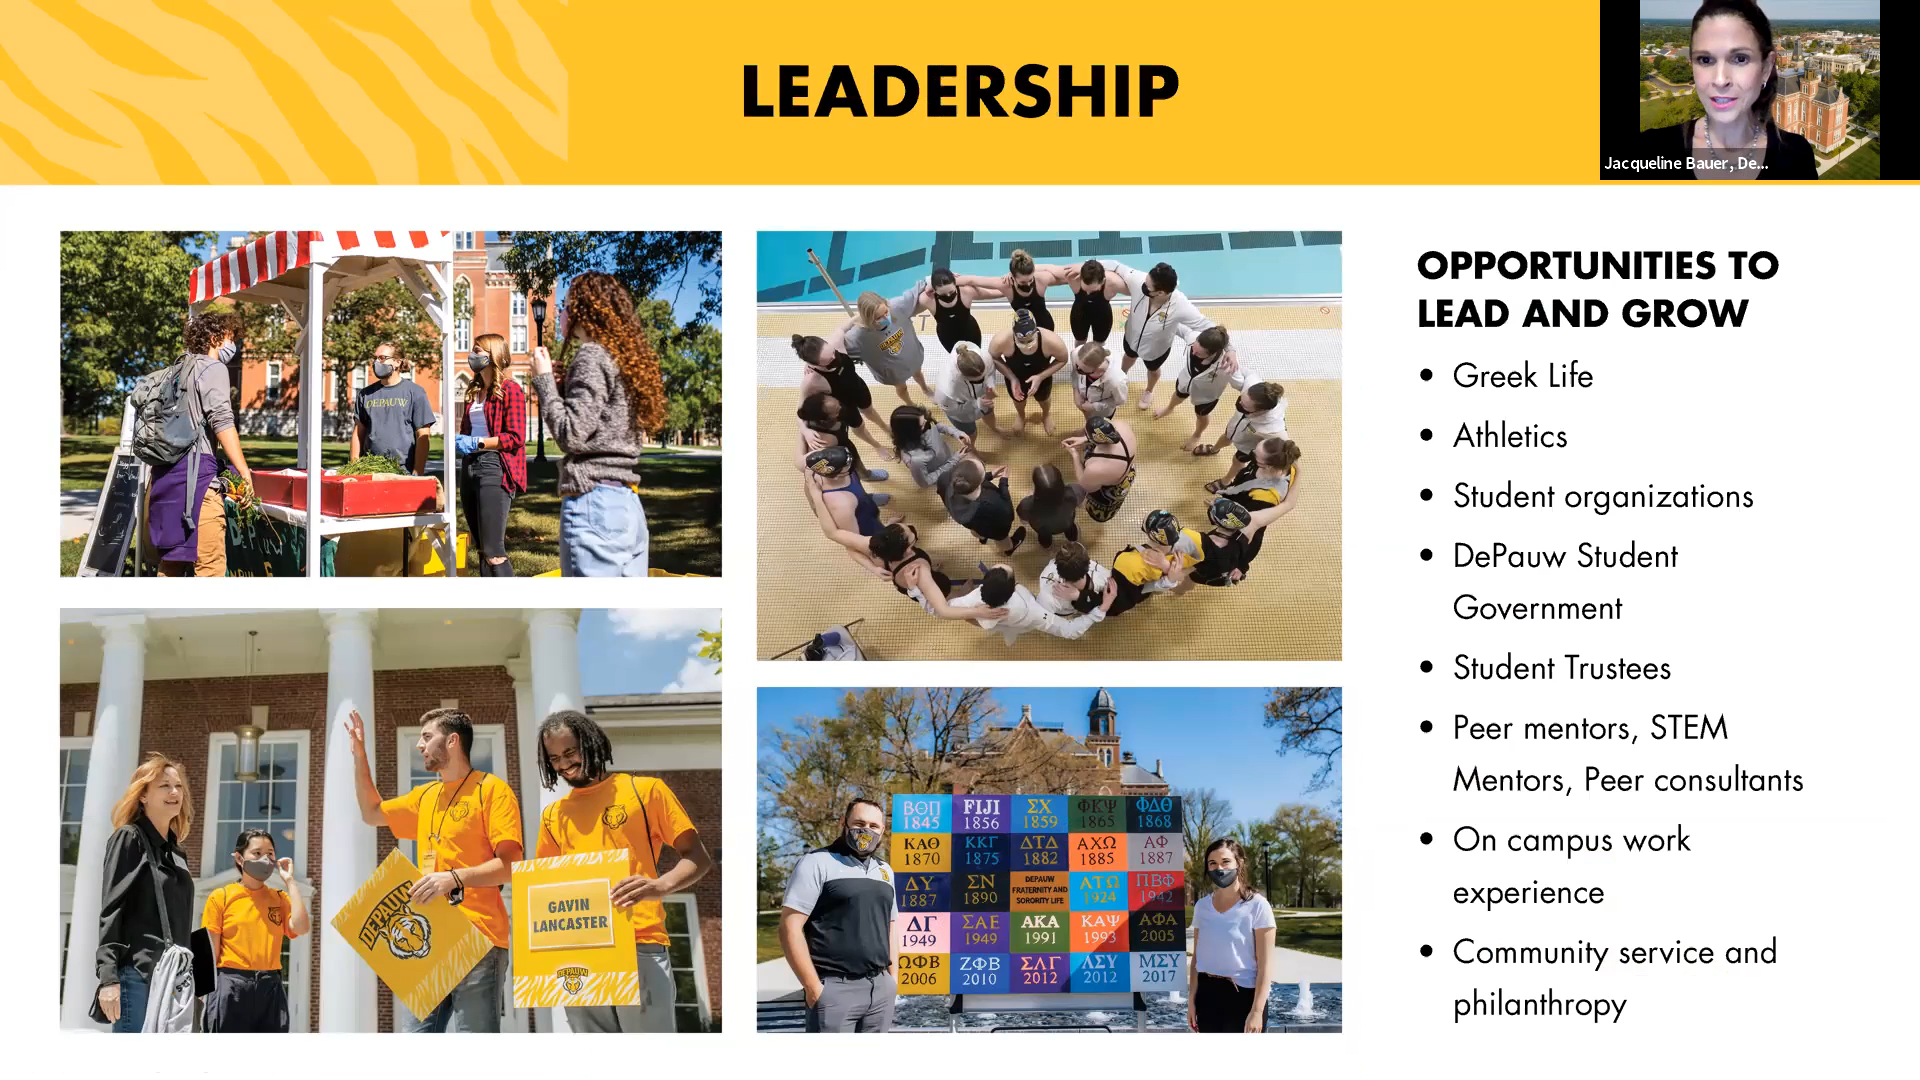 LEADERSHIP
Jacqueline Bauer, De...
OPPORTUNITIES TO
LEAD AND GROW
• Greek Life
• Athletics
• Student organizations
• DePauw Student
Government
• Student Trustees
• Peer mentors, STEM
Mentors, Peer consultants
• On campus work
experience
• Community service and
philanthropy
DEPAUW
DEPAUW
GAVIN
LANCASTER
DEPAUW
ΒΘΠ FIJI ΣΧ ΦΚΨ ΦΔΘ
1845 1856 1859 1865 1868
ΚΑΘ ΚΚΓ ΔΤΔ ΑΧΩ ΑΦ
1870 1875 1882 1885 1887
ΔΥ ΣΝ DEPAUW FRATERNITY AND SORORITY LIFE ΑΤΩ ΠΒΦ
1887 1890 1924 1942
ΔΓ ΣΑΕ ΑΚΑ ΚΑΨ ΑΦΑ
1949 1949 1991 1993 2005
ΩΦΒ ΖΦΒ ΣΛΓ ΛΣΥ ΜΣΥ
2006 2010 2012 2012 2017